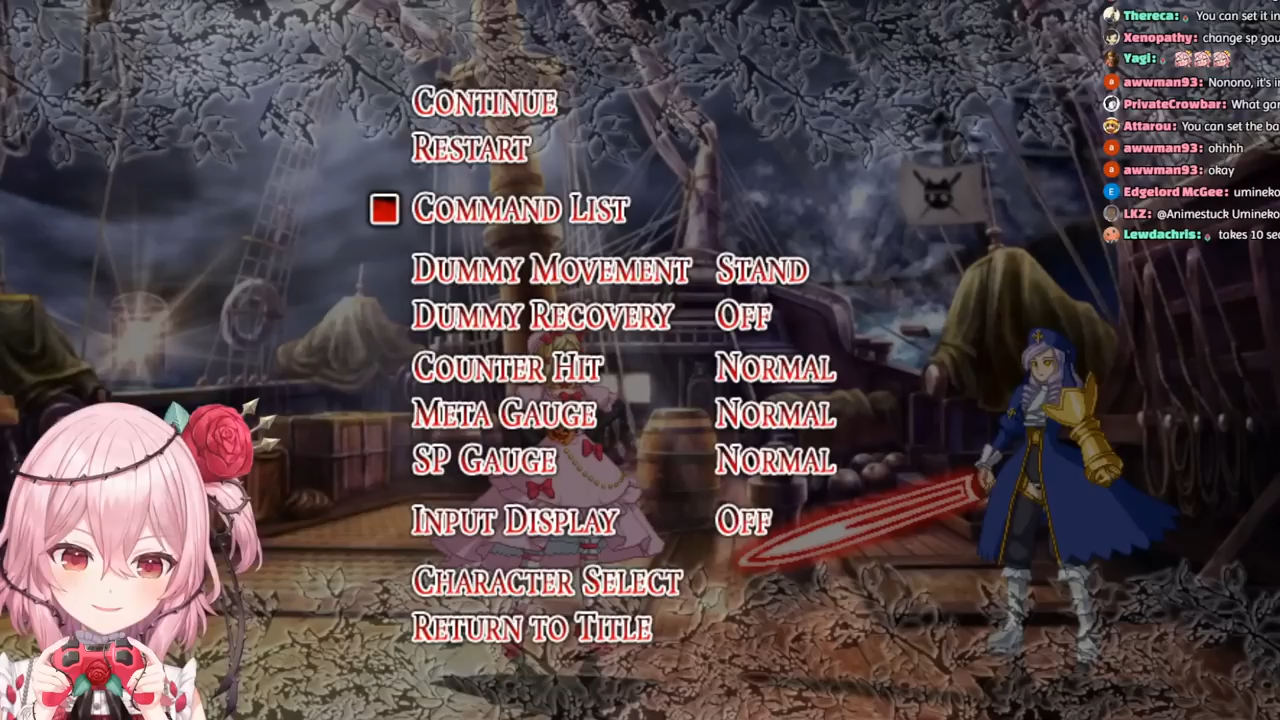 CONTINUE
RESTART
COMMAND LIST
DUMMY MOVEMENT STAND
DUMMY RECOVERY OFF
COUNTER HIT NORMAL
META GAUGE NORMAL
SP GAUGE NORMAL
INPUT DISPLAY OFF
CHARACTER SELECT
RETURN TO TITLE
Thereca: You can set it in
Xenopathy: change sp gau
Yagi:
awwman93: Nonono, it's i
PrivateCrowbar: What ga
Attarou: You can set the ba
awwman93: ohhhh
awwman93: okay
Edgelord McGee: umineko
LKZ: @Animestuck Umineko
Lewdachris: takes 10 se